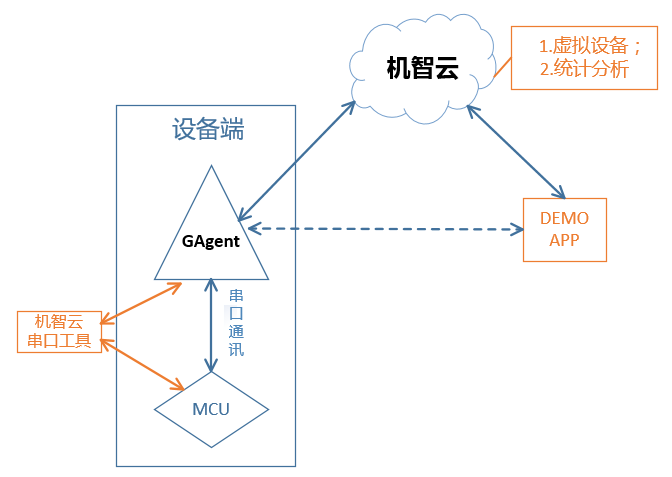 机智云
1.虚拟设备；
2.统计分析
设备端
GAgent
DEMO
APP
串
口
通
讯
机智云
串口工具
MCU